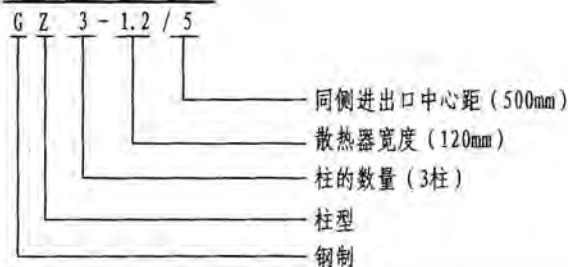 G Z 3 - 1.2 / 5
同侧进出口中心距（500mm）
散热器宽度（120mm）
柱的数量（3柱）
柱型
钢制